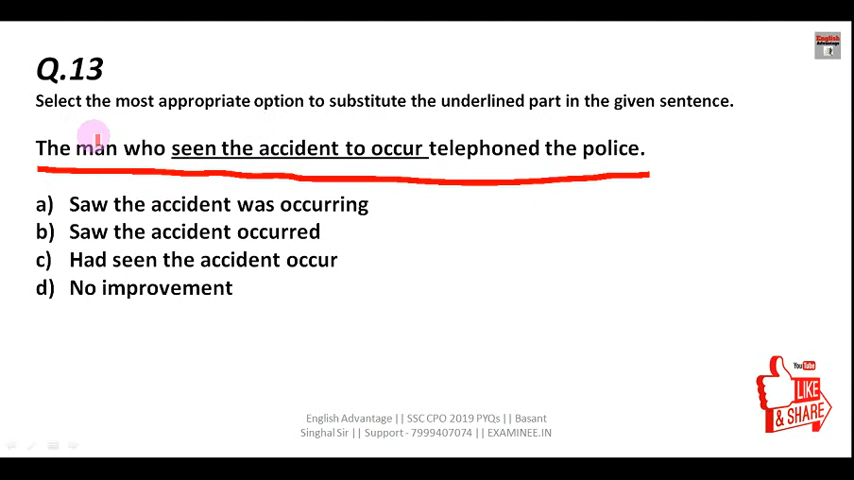 English
Advantage
Q.13
Select the most appropriate option to substitute the underlined part in the given sentence.
The man who seen the accident to occur telephoned the police.
a) Saw the accident was occurring
b) Saw the accident occurred
c) Had seen the accident occur
d) No improvement
YouTube
LIKE
& SHARE
English Advantage || SSC CPO 2019 PYQs || Basant
Singhal Sir || Support - 7999407074 || EXAMINEE.IN